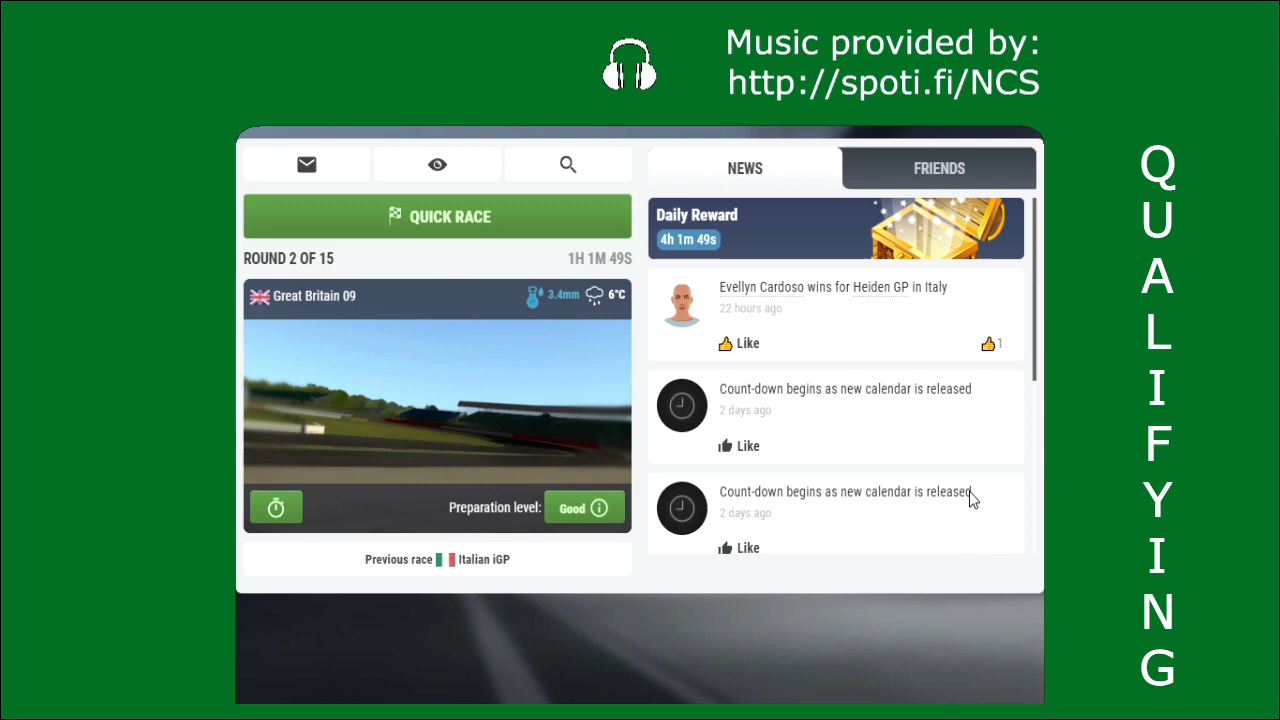 Music provided by:
http://spoti.fi/NCS
QUALIFYING
QUICK RACE
ROUND 2 OF 15 1H 1M 49S
Great Britain 09 3.4mm 6°C
Preparation level: Good
Previous race Italian iGP
NEWS FRIENDS
Daily Reward
4h 1m 49s
Evellyn Cardoso wins for Heiden GP in Italy
22 hours ago
Like 1
Count-down begins as new calendar is released
2 days ago
Like
Count-down begins as new calendar is released
2 days ago
Like